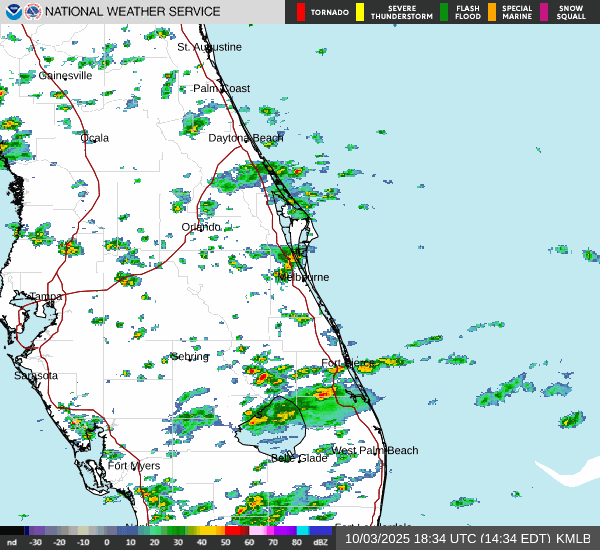 NATIONAL WEATHER SERVICE
TORNADO
SEVERE THUNDERSTORM
FLASH FLOOD
SPECIAL MARINE
SNOW SQUALL
St. Augustine
Gainesville
Palm Coast
Ocala
Daytona Beach
Orlando
Melbourne
Tampa
Sebring
Fort Pierce
Sarasota
West Palm Beach
Belle Glade
Fort Myers
nd -30 -20 -10 0 10 20 30 40 50 60 70 80 dBZ
10/03/2025 18:34 UTC (14:34 EDT) KMLB